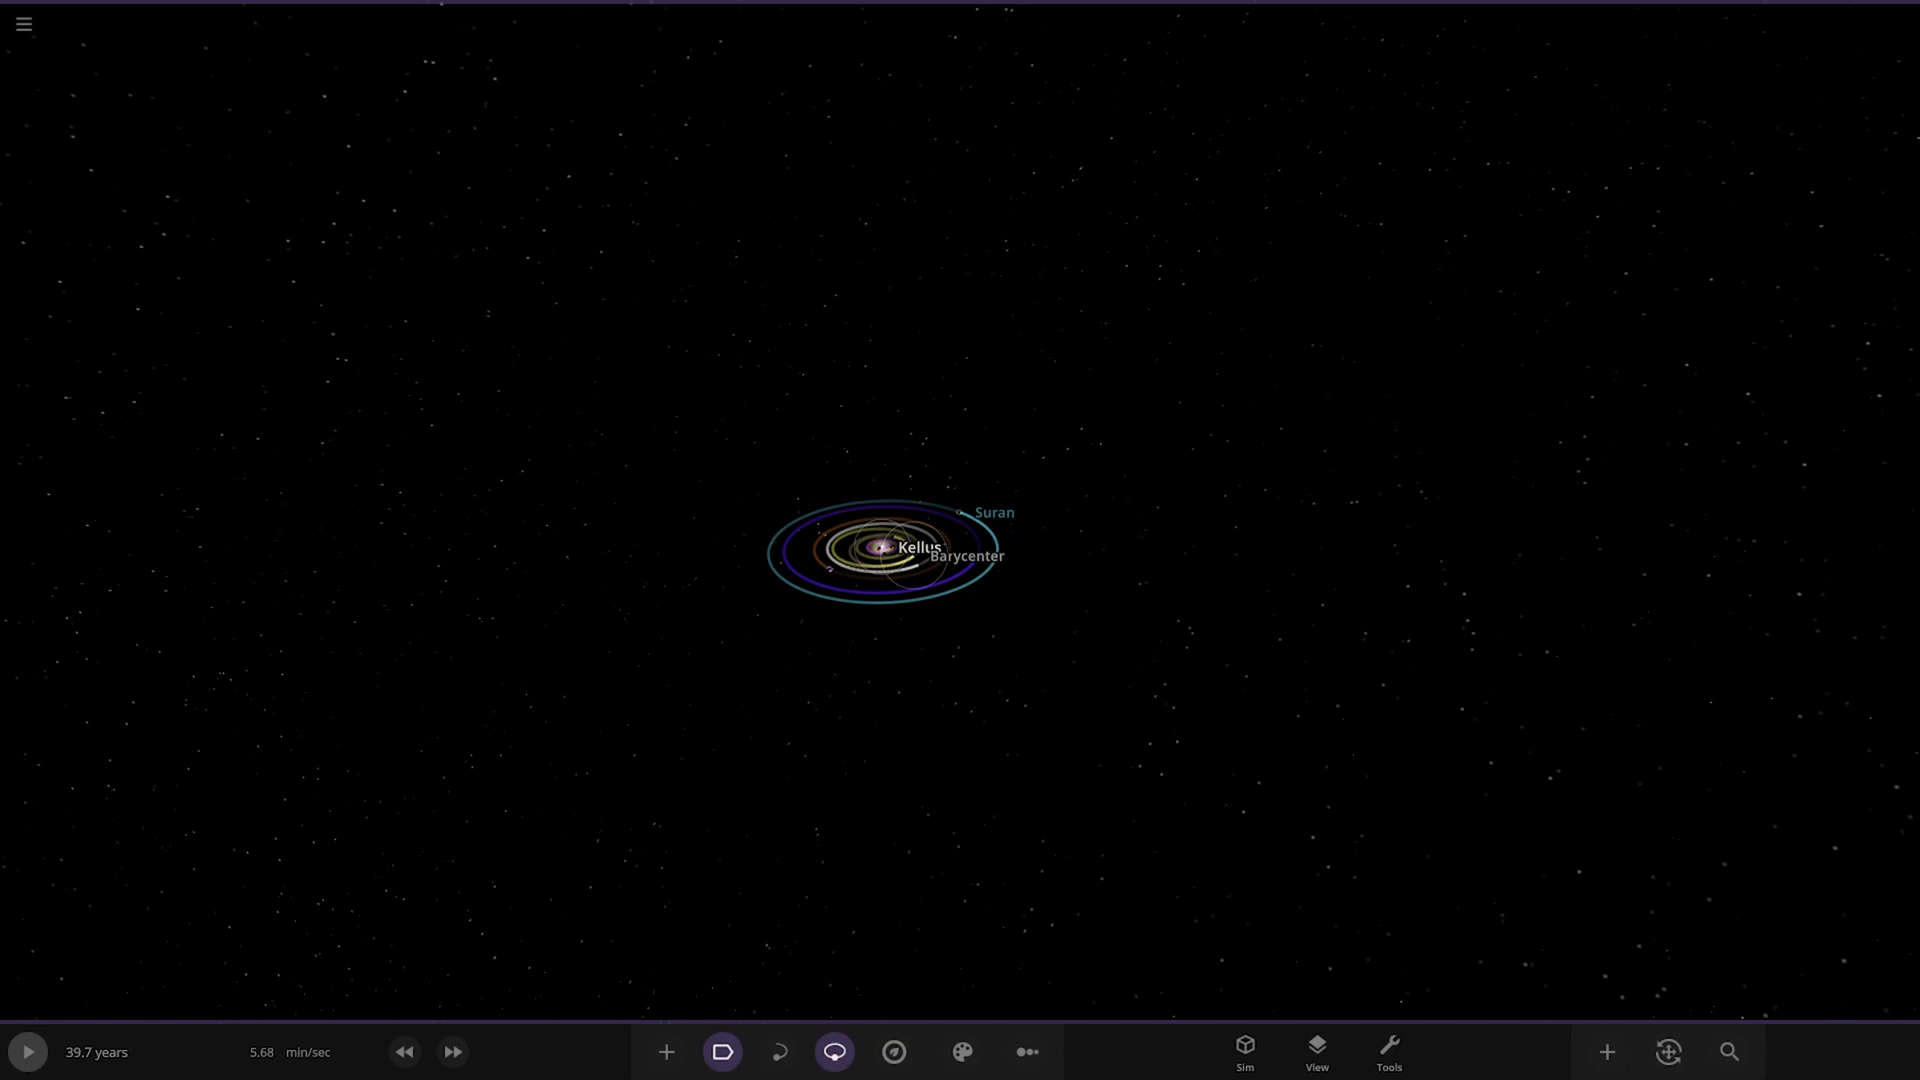 Suran
Kellus
Barycenter
39.7 years
5.68 min/sec
Sim
View
Tools